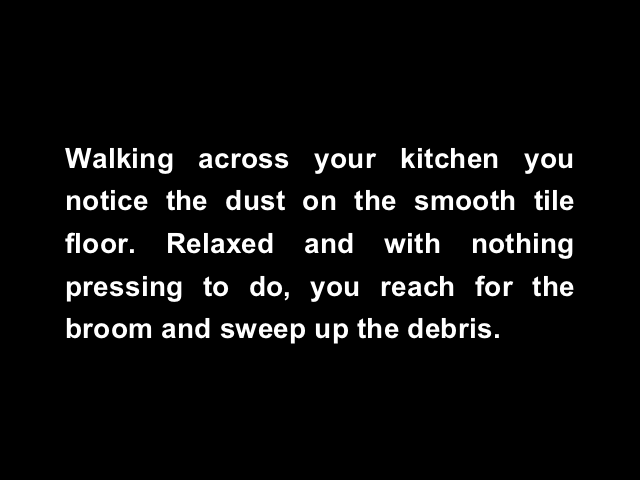 Walking across your kitchen you
notice the dust on the smooth tile
floor. Relaxed and with nothing
pressing to do, you reach for the
broom and sweep up the debris.